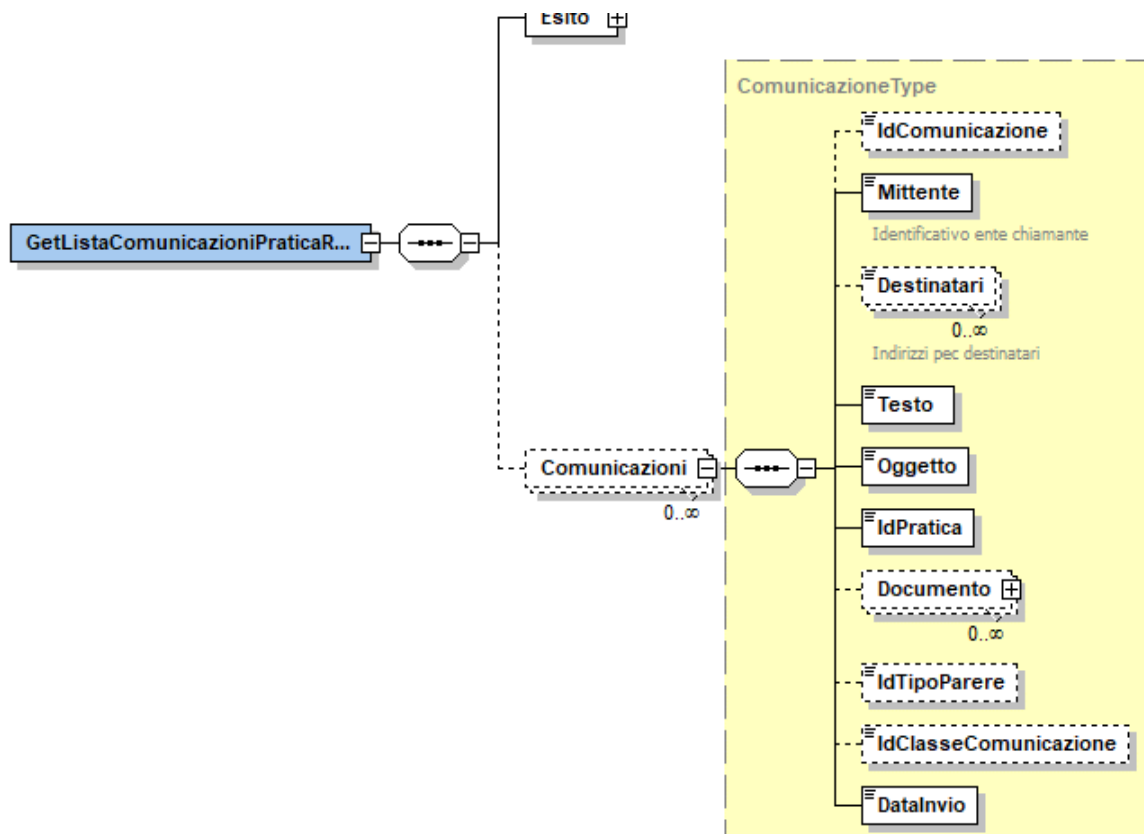 Esito
ComunicazioneType
IdComunicazione
Mittente
Identificativo ente chiamante
GetListaComunicazioniPraticaR...
Destinatari
0..∞
Indirizzi pec destinatari
Testo
Comunicazioni
0..∞
Oggetto
IdPratica
Documento
0..∞
IdTipoParere
IdClasseComunicazione
DataInvio